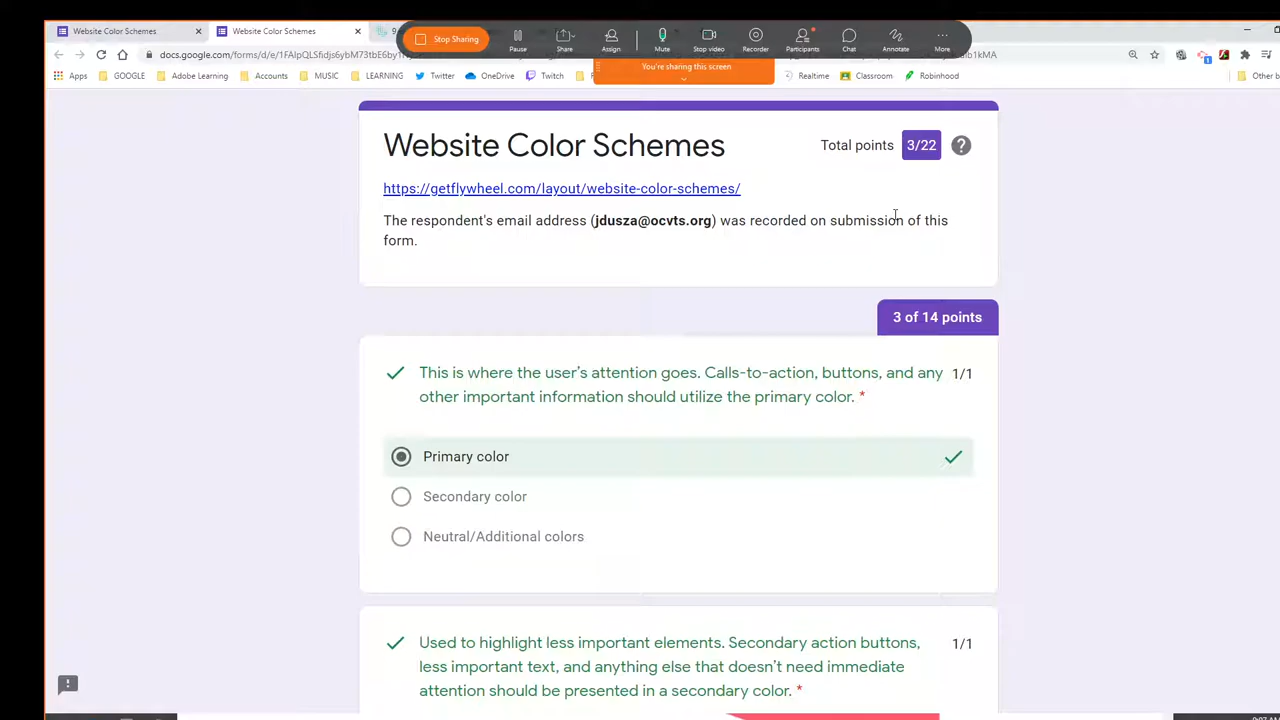 Website Color Schemes
Website Color Schemes
Stop Sharing
Pause
Share
Assign
Mute
Stop video
Recorder
Participants
Chat
Annotate
More
You're sharing this screen
Apps
GOOGLE
Adobe Learning
Accounts
MUSIC
LEARNING
Twitter
OneDrive
Twitch
Realtime
Classroom
Robinhood
Other b
Website Color Schemes
Total points 3/22
https://getflywheel.com/layout/website-color-schemes/
The respondent's email address (jdusza@ocvts.org) was recorded on submission of this
form.
3 of 14 points
This is where the user's attention goes. Calls-to-action, buttons, and any 1/1
other important information should utilize the primary color. *
Primary color
Secondary color
Neutral/Additional colors
Used to highlight less important elements. Secondary action buttons, 1/1
less important text, and anything else that doesn't need immediate
attention should be presented in a secondary color. *